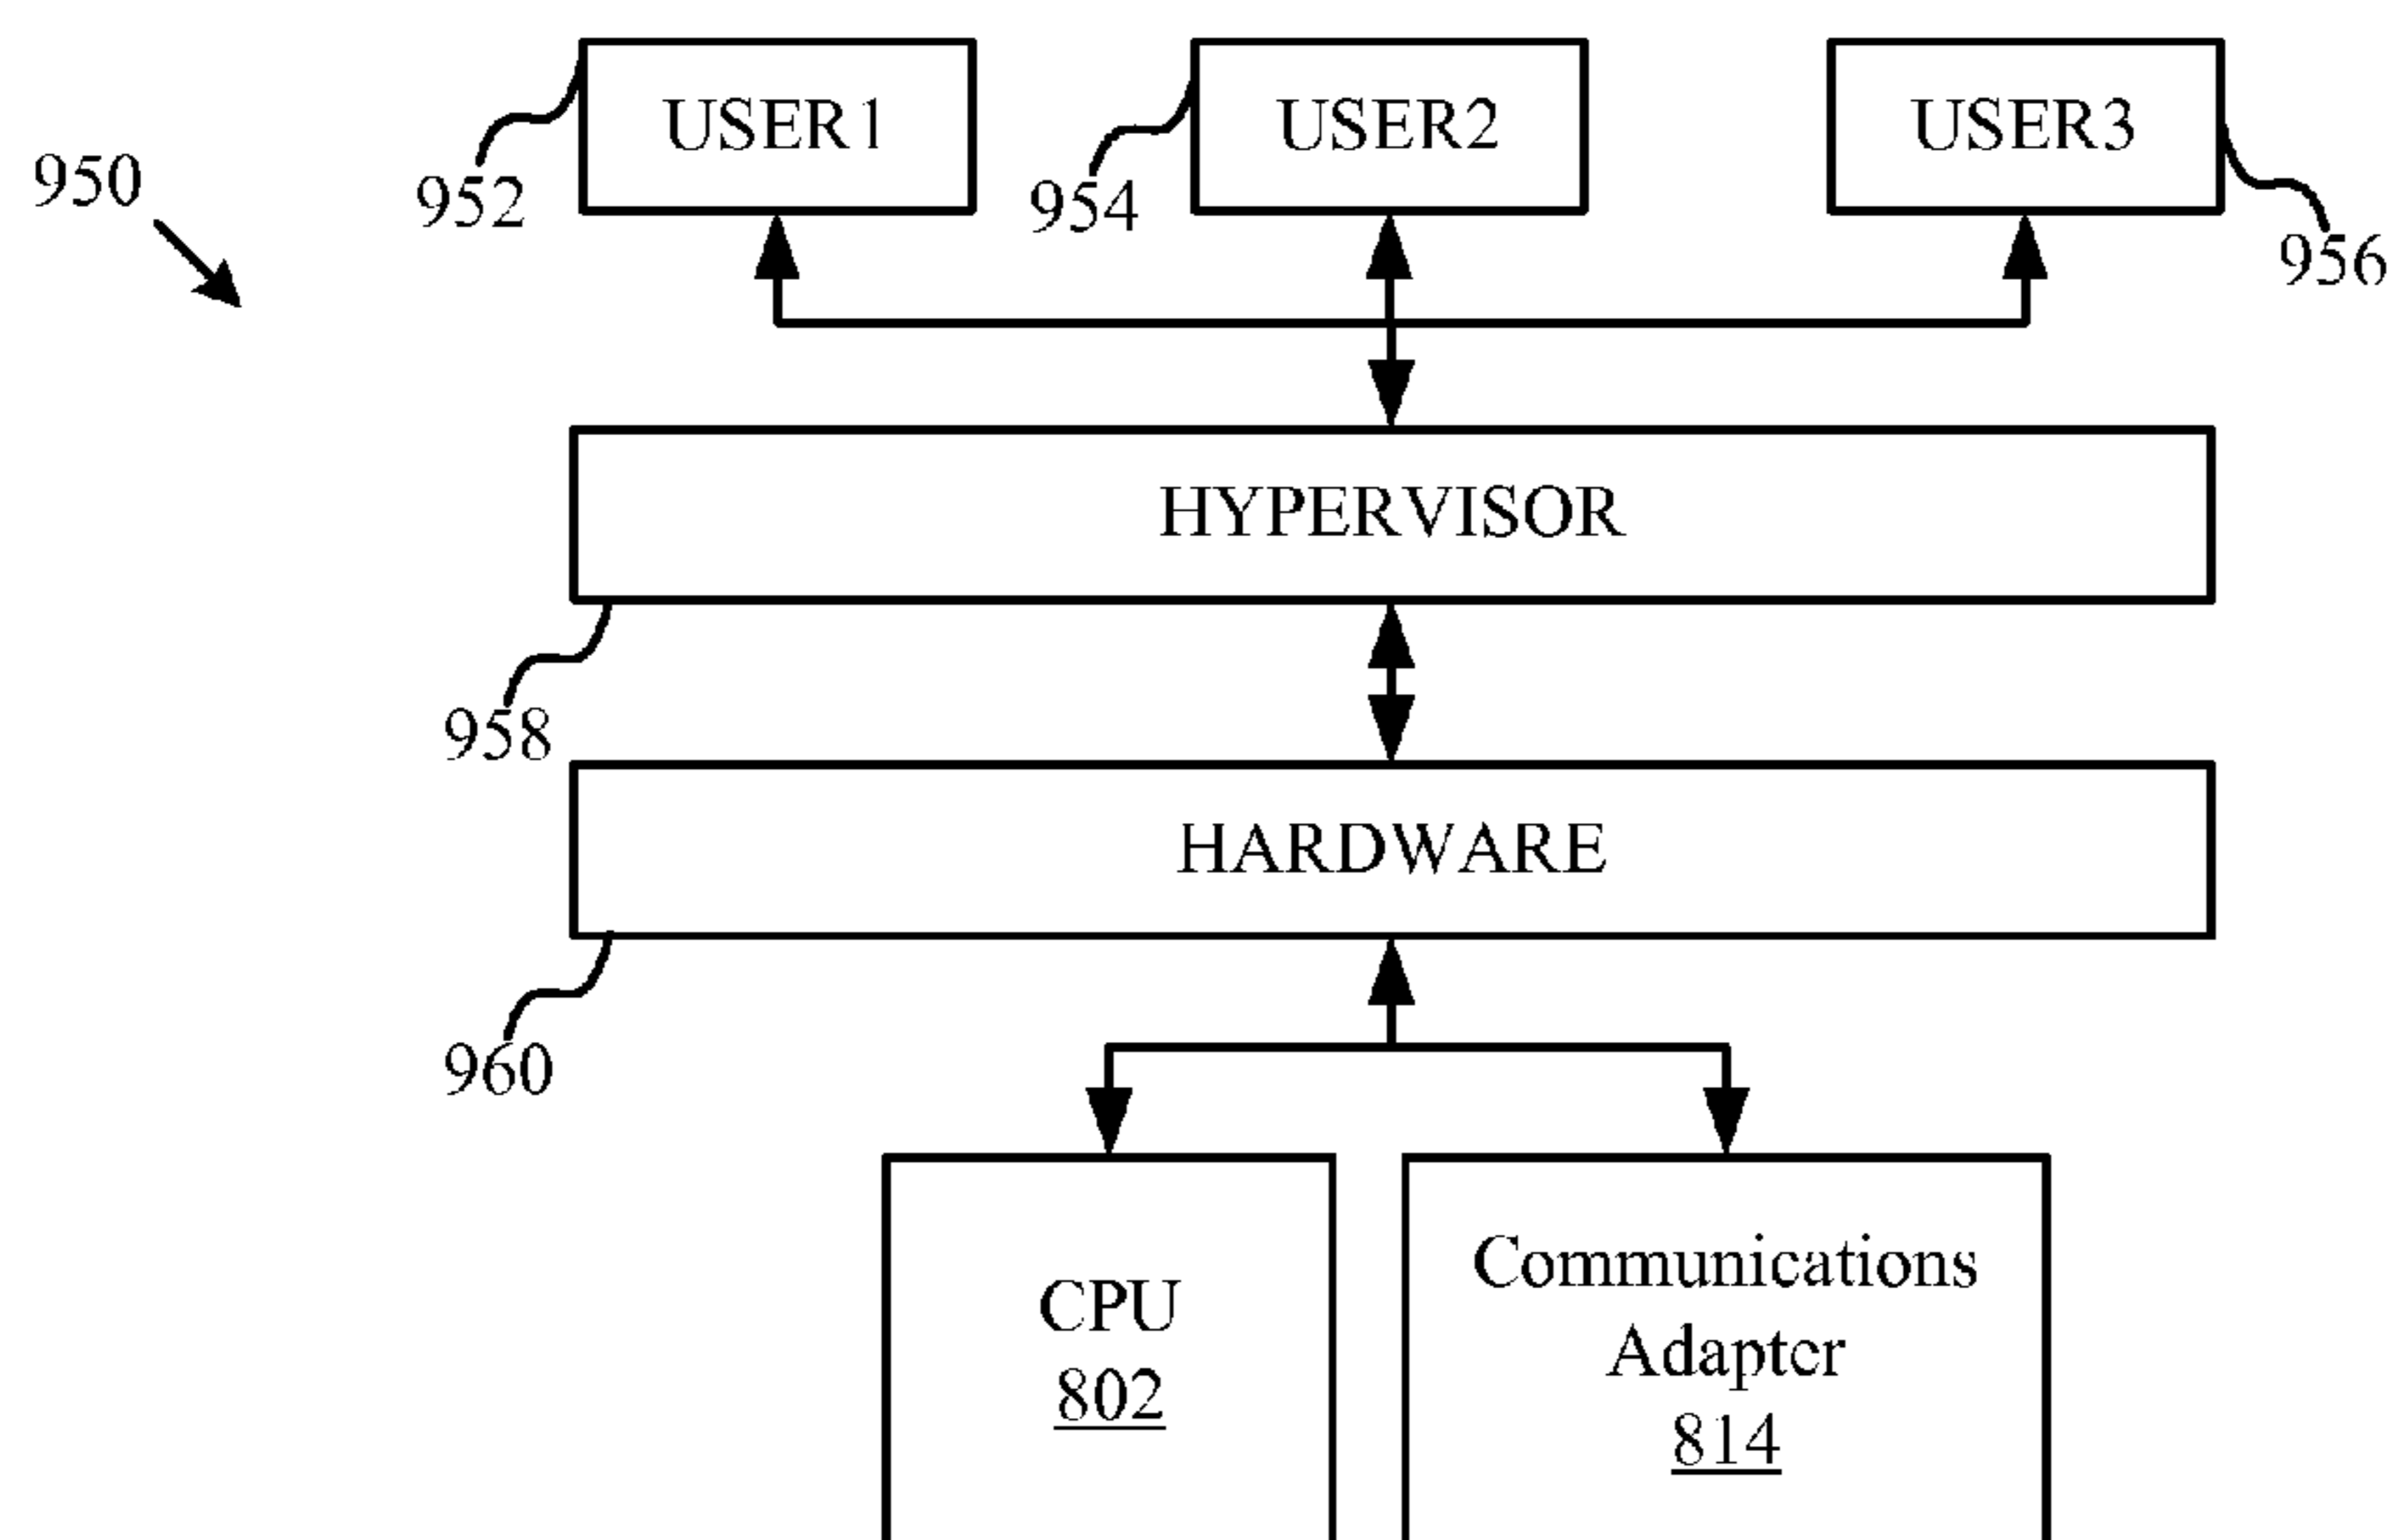 USER1
USER2
USER3
950
952
954
956
HYPERVISOR
958
HARDWARE
960
CPU
802
Communications
Adapter
814